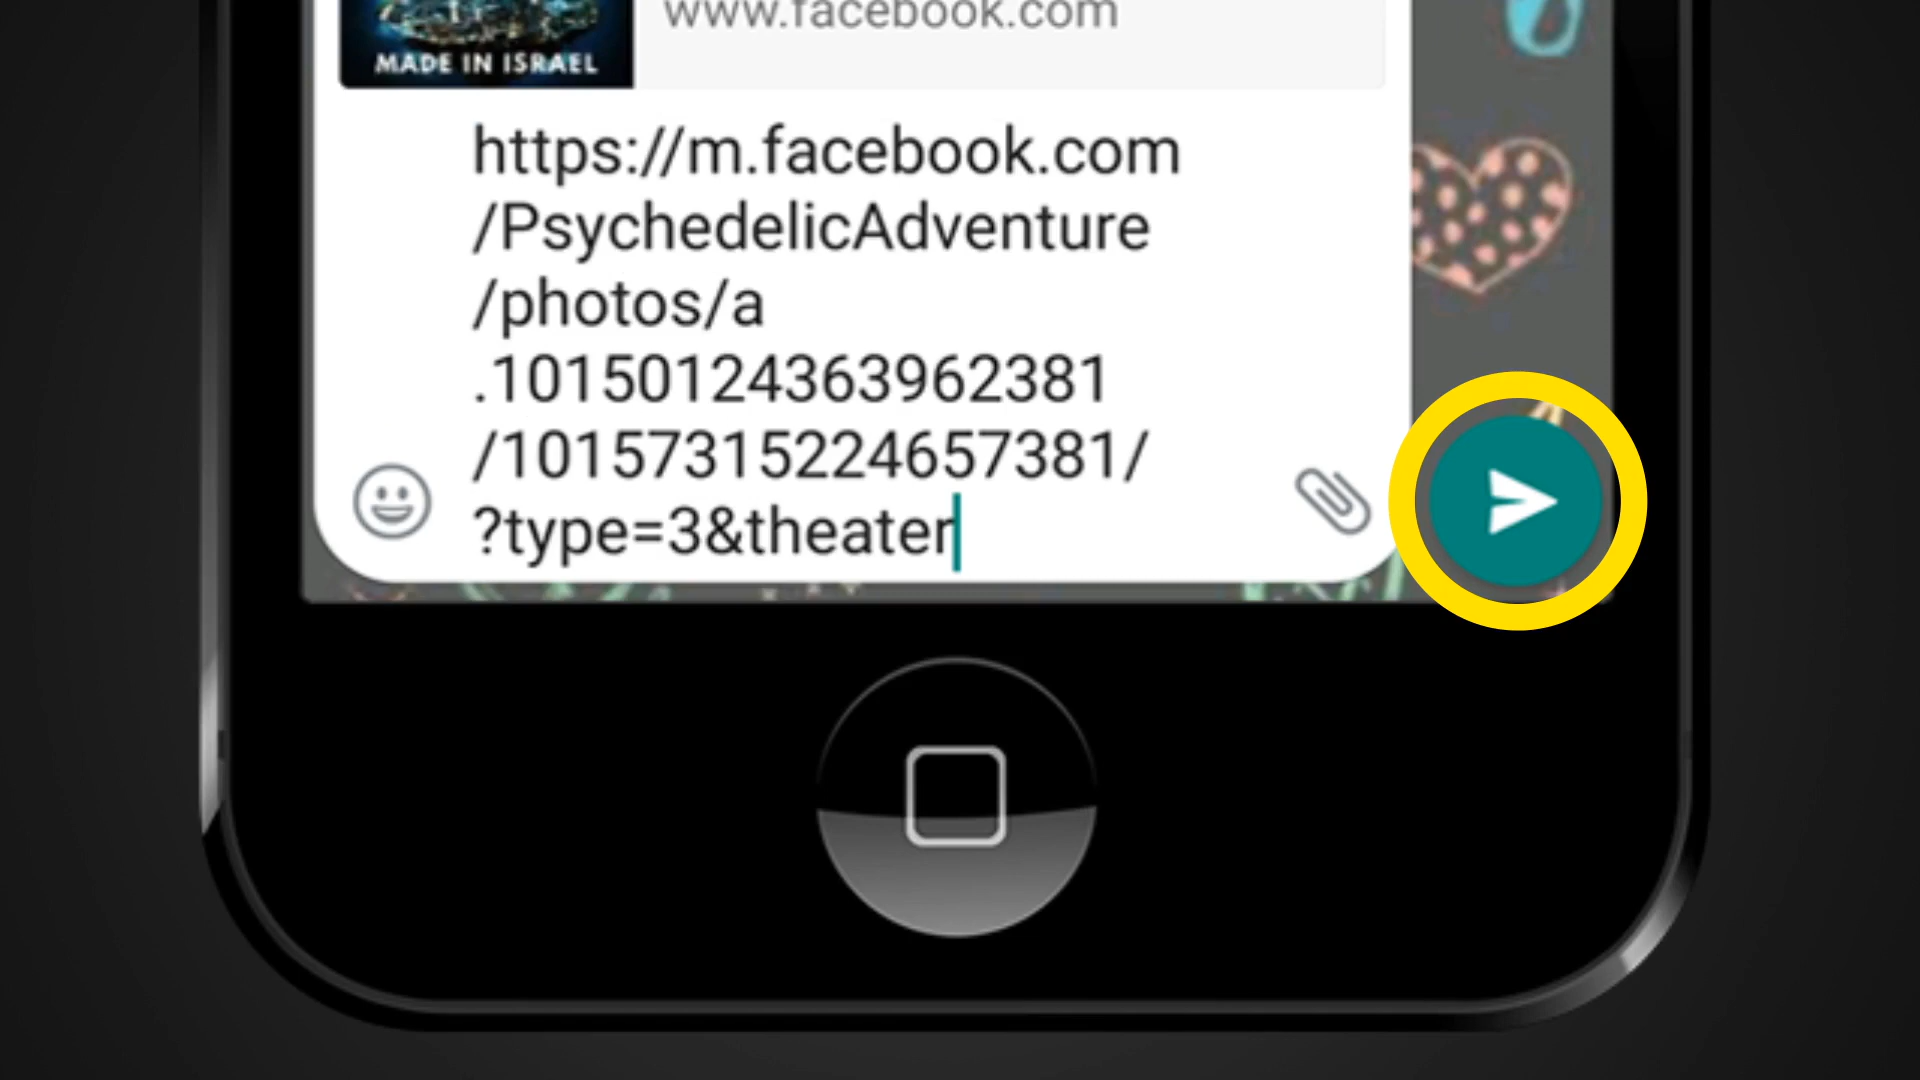 www.facebook.com
MADE IN ISRAEL
https://m.facebook.com
/PsychedelicAdventure
/photos/a
.10150124363962381
/10157315224657381/
?type=3&theater